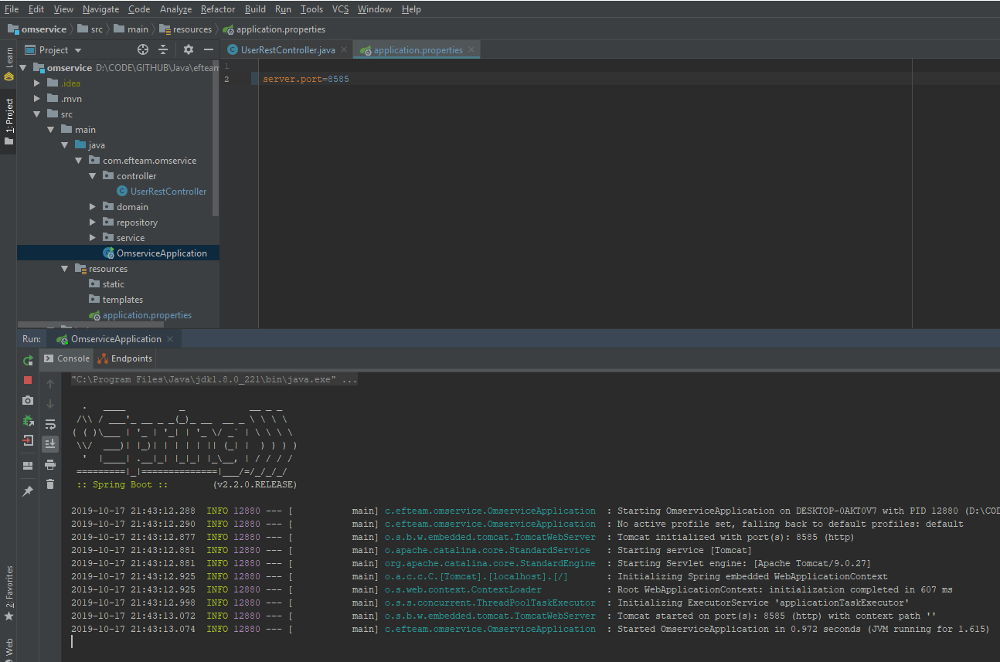 File Edit View Navigate Code Analyze Refactor Build Run Tools VCS Window Help
omservice src main resources application.properties
Learn
1: Project
Project
omservice D:\CODE\GITHUB\Java\efteam
.idea
.mvn
src
main
java
com.efteam.omservice
controller
UserRestController
domain
repository
service
OmserviceApplication
resources
static
templates
application.properties
UserRestController.java application.properties
1
2 server.port=8585
Run: OmserviceApplication
Console Endpoints
"C:\Program Files\Java\jdk1.8.0_221\bin\java.exe" ...
  .   ____          _            __ _ _
 /\\ / ___'_ __ _ _(_)_ __  __ _ \ \ \ \
( ( )\___ | '_ | '_| | '_ \/ _` | \ \ \ \
 \\/  ___)| |_)| | | | | || (_| |  ) ) ) )
  '  |____| .__|_| |_|_| |_\__, | / / / /
 =========|_|==============|___/=/_/_/_/
 :: Spring Boot ::        (v2.2.0.RELEASE)
2019-10-17 21:43:12.288  INFO 12880 --- [           main] c.efteam.omservice.OmserviceApplication  : Starting OmserviceApplication on DESKTOP-0AKT0V7 with PID 12880 (D:\COD
2019-10-17 21:43:12.290  INFO 12880 --- [           main] c.efteam.omservice.OmserviceApplication  : No active profile set, falling back to default profiles: default
2019-10-17 21:43:12.877  INFO 12880 --- [           main] o.s.b.w.embedded.tomcat.TomcatWebServer  : Tomcat initialized with port(s): 8585 (http)
2019-10-17 21:43:12.881  INFO 12880 --- [           main] o.apache.catalina.core.StandardService   : Starting service [Tomcat]
2019-10-17 21:43:12.881  INFO 12880 --- [           main] org.apache.catalina.core.StandardEngine  : Starting Servlet engine: [Apache Tomcat/9.0.27]
2019-10-17 21:43:12.925  INFO 12880 --- [           main] o.a.c.c.C.[Tomcat].[localhost].[/]       : Initializing Spring embedded WebApplicationContext
2019-10-17 21:43:12.925  INFO 12880 --- [           main] o.s.web.context.ContextLoader            : Root WebApplicationContext: initialization completed in 607 ms
2019-10-17 21:43:12.998  INFO 12880 --- [           main] o.s.s.concurrent.ThreadPoolTaskExecutor  : Initializing ExecutorService 'applicationTaskExecutor'
2019-10-17 21:43:13.072  INFO 12880 --- [           main] o.s.b.w.embedded.tomcat.TomcatWebServer  : Tomcat started on port(s): 8585 (http) with context path ''
2019-10-17 21:43:13.074  INFO 12880 --- [           main] c.efteam.omservice.OmserviceApplication  : Started OmserviceApplication in 0.972 seconds (JVM running for 1.615)
2: Favorites
Web